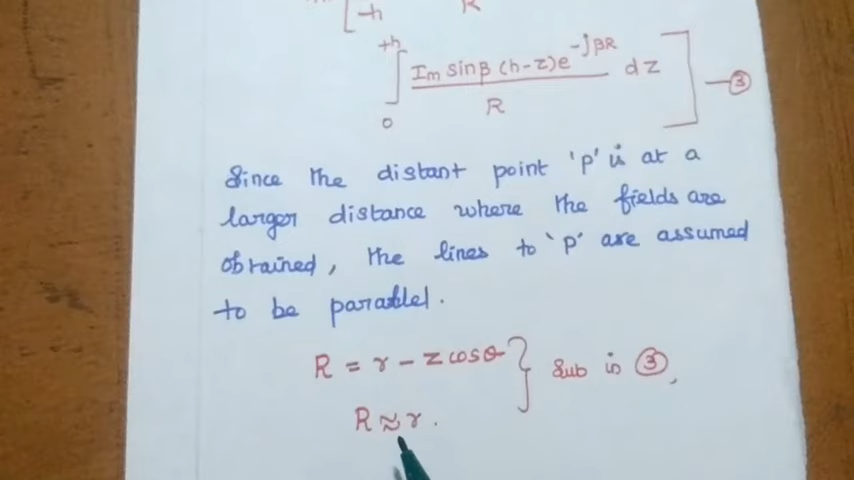 -h R
+h
∫ Im sinβ (h-z)e^-jβR / R dz ] —③
0
Since the distant point 'P' is at a
larger distance where the fields are
obtained, the lines to 'P' are assumed
to be parallel.
R = r - z cosθ } Sub in ③,
R ≈ r.